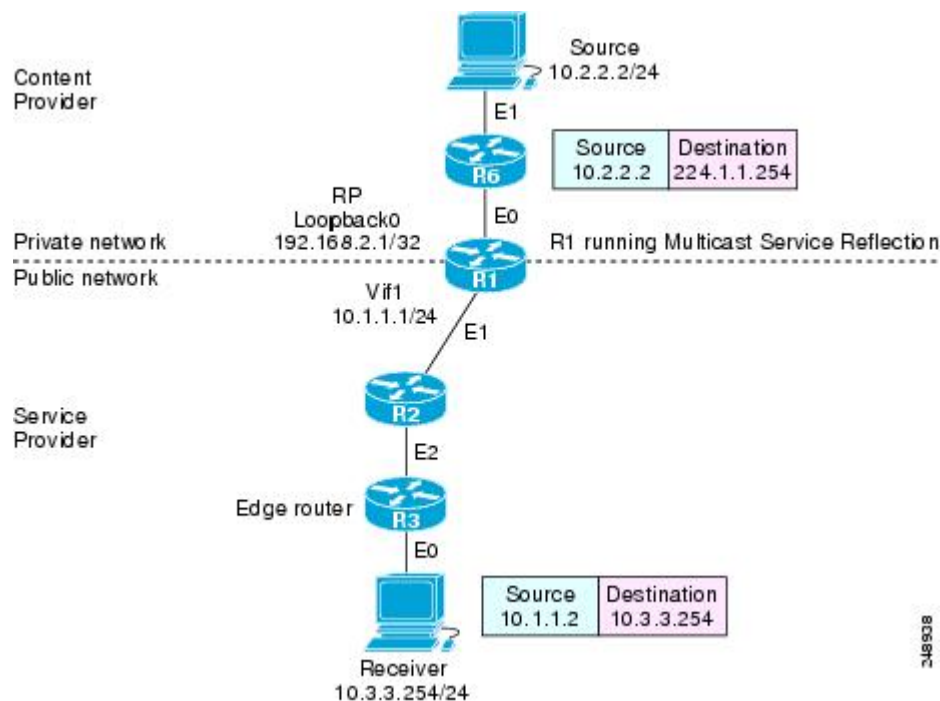 Source
10.2.2.2/24
Content
Provider
E1
R6
Source
10.2.2.2
Destination
224.1.1.254
RP
Loopback0
192.168.2.1/32
E0
Private network
R1 running Multicast Service Reflection
Public network
R1
Vif1
10.1.1.1/24
E1
R2
Service
Provider
E2
Edge router
R3
E0
Source
10.1.1.2
Destination
10.3.3.254
Receiver
10.3.3.254/24
248938